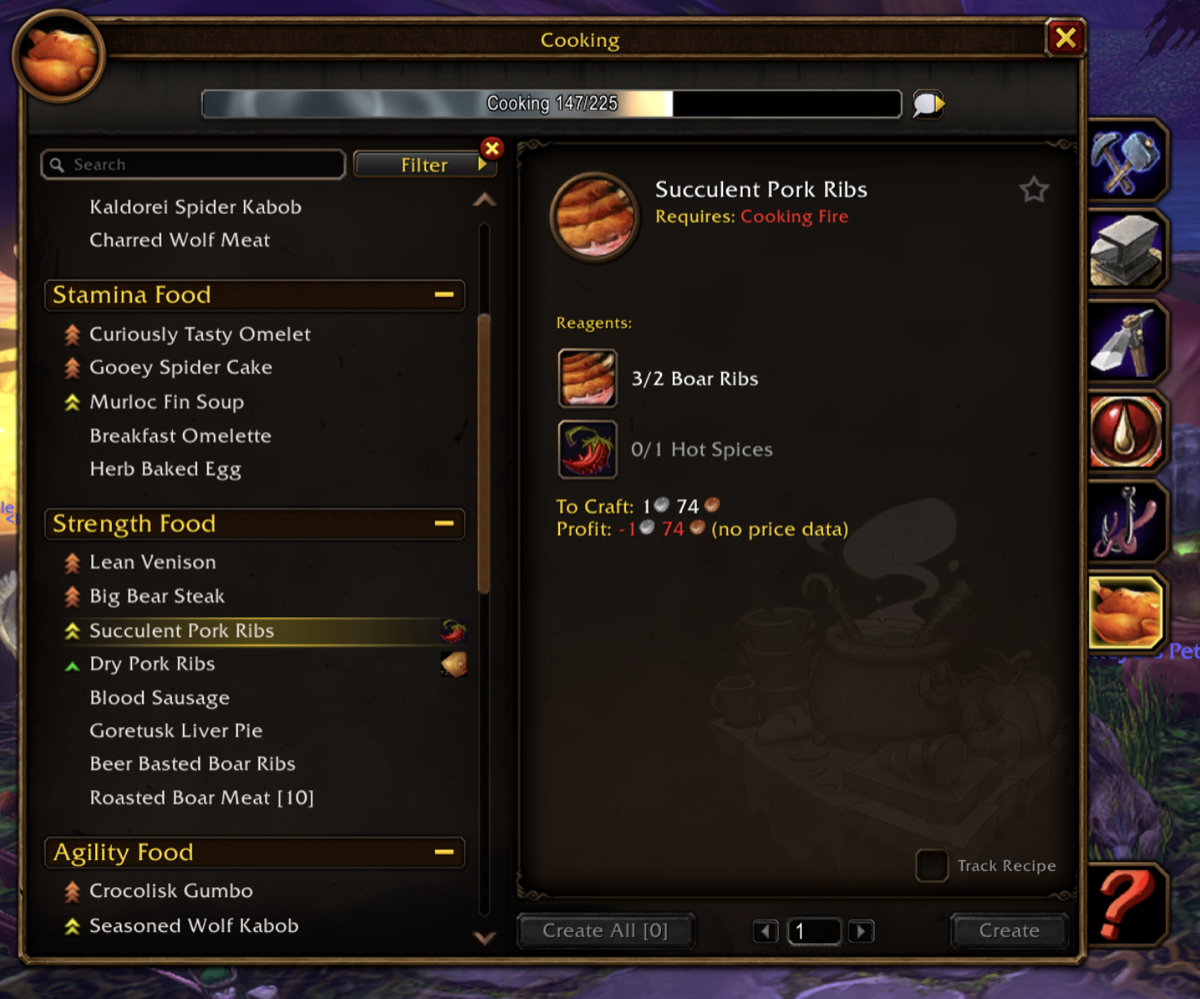 Cooking
Cooking 147/225
Search
Filter
Kaldorei Spider Kabob
Charred Wolf Meat
Stamina Food
Curiously Tasty Omelet
Gooey Spider Cake
Murloc Fin Soup
Breakfast Omelette
Herb Baked Egg
Strength Food
Lean Venison
Big Bear Steak
Succulent Pork Ribs
Dry Pork Ribs
Blood Sausage
Goretusk Liver Pie
Beer Basted Boar Ribs
Roasted Boar Meat [10]
Agility Food
Crocolisk Gumbo
Seasoned Wolf Kabob
Succulent Pork Ribs
Requires: Cooking Fire
Reagents:
3/2 Boar Ribs
0/1 Hot Spices
To Craft: 1 74
Profit: -1 74 (no price data)
Track Recipe
Create All [0]
1
Create
Pet